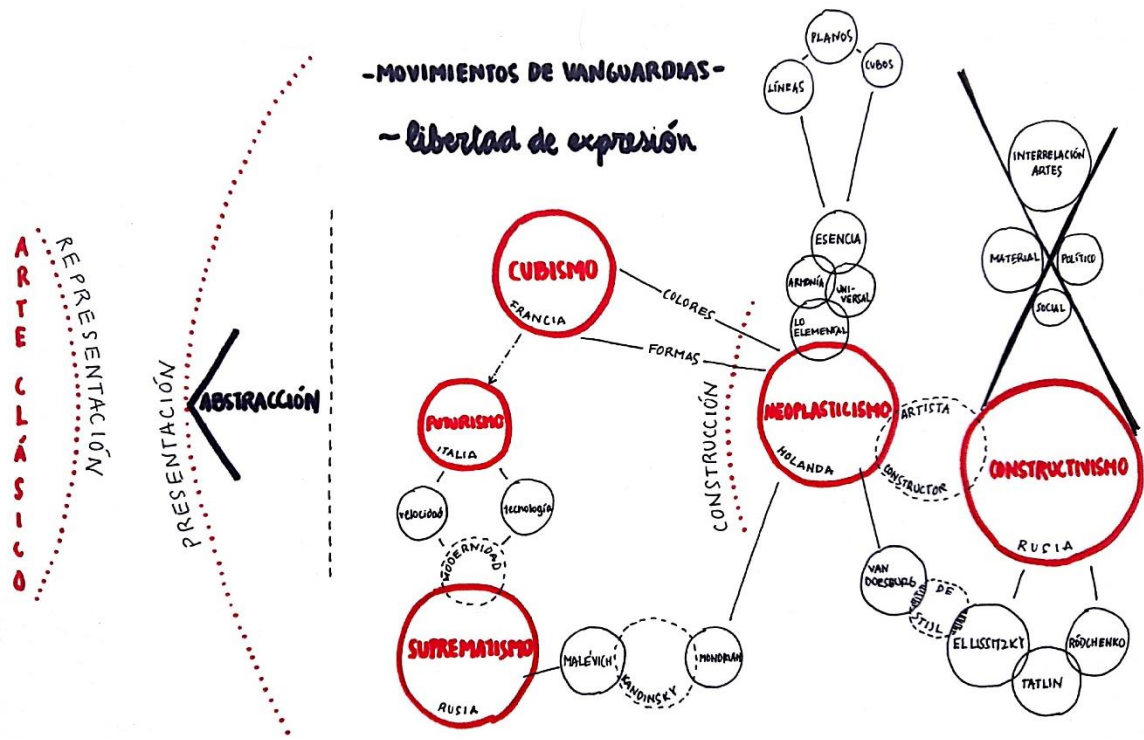 -MOVIMIENTOS DE VANGUARDIAS-
~libertad de expresión
ARTE CLÁSICO
REPRESENTACIÓN
PRESENTACIÓN
ABSTRACCIÓN
CUBISMO
FRANCIA
COLORES
FORMAS
FUTURISMO
ITALIA
velocidad
tecnología
MODERNIDAD
SUPREMATISMO
RUSIA
MALÉVICH
KANDINSKY
MONDRIAN
CONSTRUCCIÓN
PLANOS
LÍNEAS
CUBOS
ESENCIA
ARMONÍA
UNI-
VERSAL
LO
ELEMENTAL
NEOPLASTICISMO
HOLANDA
ARTISTA
CONSTRUCTOR
INTERRELACIÓN
ARTES
MATERIAL
POLÍTICO
SOCIAL
CONSTRUCTIVISMO
RUSIA
VAN
DOESBURG
DE
STIJL
EL LISSITZKY
TATLIN
RÓDCHENKO